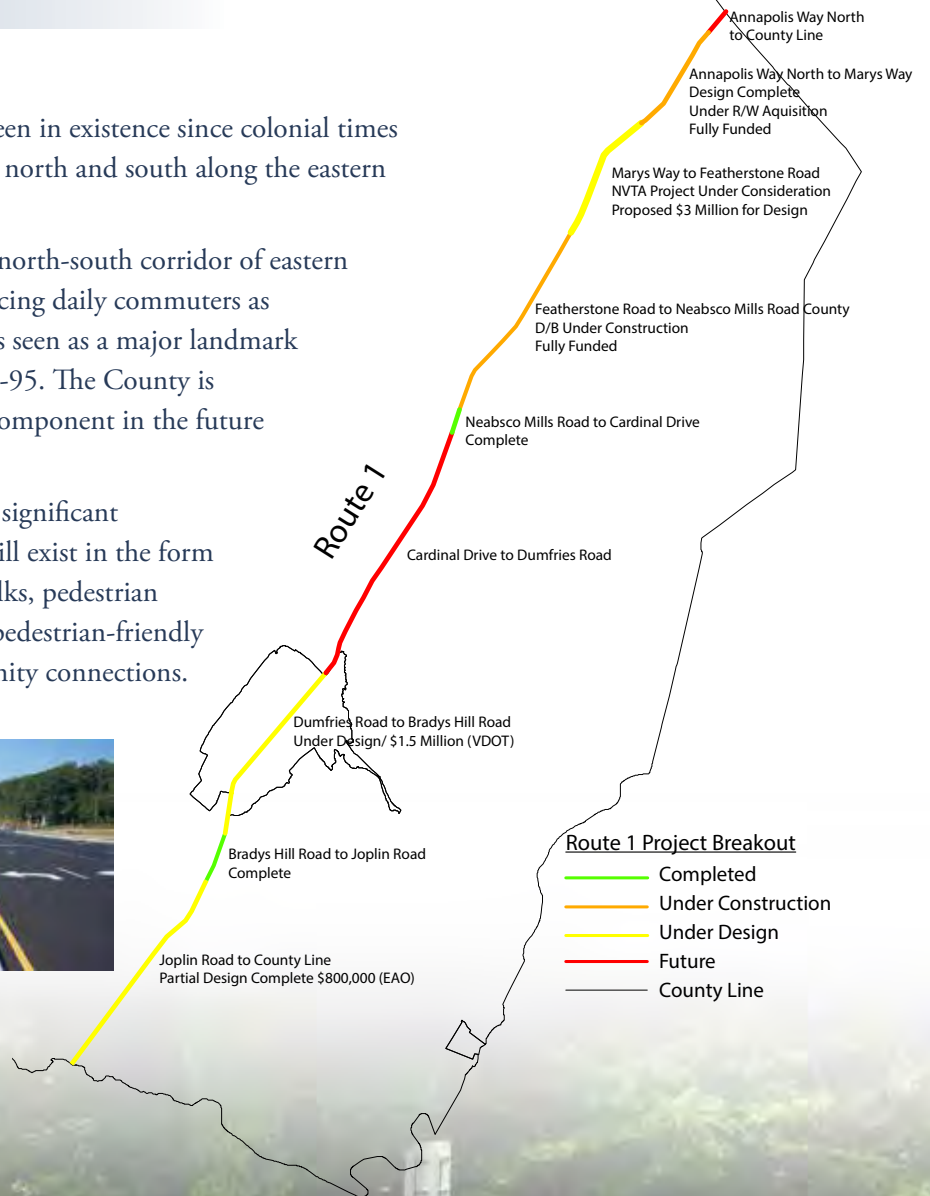 een in existence since colonial times
north and south along the eastern
north-south corridor of eastern
cing daily commuters as
s seen as a major landmark
-95. The County is
omponent in the future
significant
ill exist in the form
lks, pedestrian
pedestrian-friendly
nity connections.
Annapolis Way North
to County Line
Annapolis Way North to Marys Way
Design Complete
Under R/W Aquisition
Fully Funded
Marys Way to Featherstone Road
NVTA Project Under Consideration
Proposed $3 Million for Design
Featherstone Road to Neabsco Mills Road County
D/B Under Construction
Fully Funded
Neabsco Mills Road to Cardinal Drive
Complete
Route 1
Cardinal Drive to Dumfries Road
Dumfries Road to Bradys Hill Road
Under Design/ $1.5 Million (VDOT)
Bradys Hill Road to Joplin Road
Complete
Joplin Road to County Line
Partial Design Complete $800,000 (EAO)
Route 1 Project Breakout
Completed
Under Construction
Under Design
Future
County Line